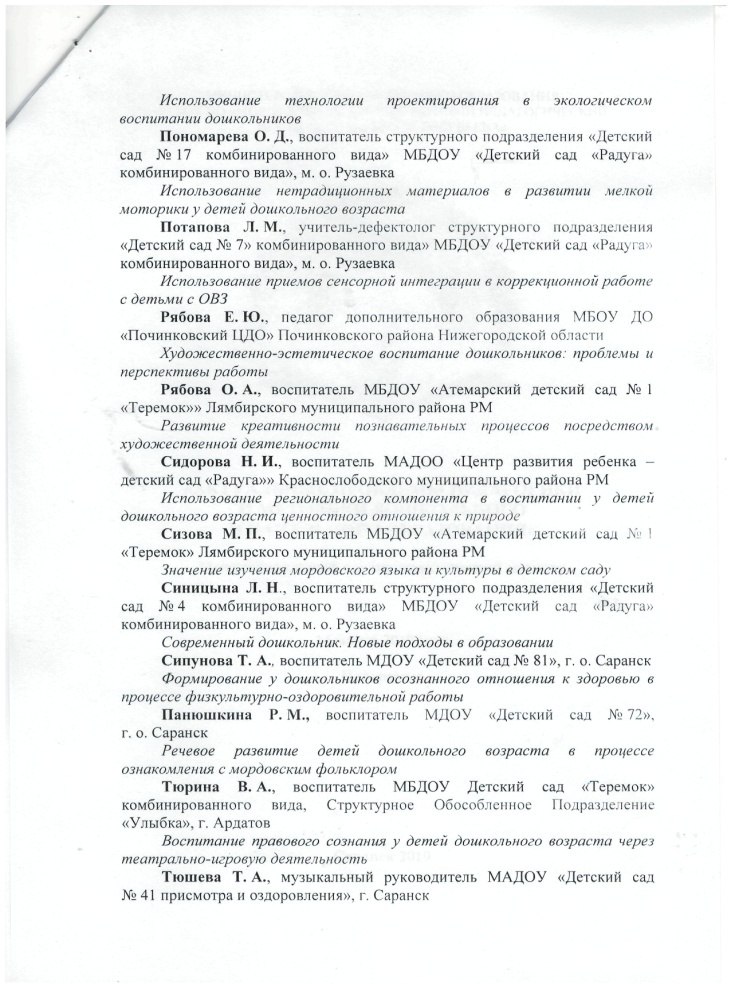 Использование технологии проектирования в экологическом
воспитании дошкольников
Пономарева О. Д., воспитатель структурного подразделения «Детский
сад № 17 комбинированного вида» МБДОУ «Детский сад «Радуга»
комбинированного вида», м. о. Рузаевка
Использование нетрадиционных материалов в развитии мелкой
моторики у детей дошкольного возраста
Потапова Л. М., учитель-дефектолог структурного подразделения
«Детский сад № 7» комбинированного вида» МБДОУ «Детский сад «Радуга»
комбинированного вида», м. о. Рузаевка
Использование приемов сенсорной интеграции в коррекционной работе
с детьми с ОВЗ
Рябова Е. Ю., педагог дополнительного образования МБОУ ДО
«Починковский ЦДО» Починковского района Нижегородской области
Художественно-эстетическое воспитание дошкольников: проблемы и
перспективы работы
Рябова О. А., воспитатель МБДОУ «Атемарский детский сад № 1
«Теремок»» Лямбирского муниципального района РМ
Развитие креативности познавательных процессов посредством
художественной деятельности
Сидорова Н. И., воспитатель МАДОО «Центр развития ребенка –
детский сад «Радуга»» Краснослободского муниципального района РМ
Использование регионального компонента в воспитании у детей
дошкольного возраста ценностного отношения к природе
Сизова М. П., воспитатель МБДОУ «Атемарский детский сад № 1
«Теремок» Лямбирского муниципального района РМ
Значение изучения мордовского языка и культуры в детском саду
Синицына Л. Н., воспитатель структурного подразделения «Детский
сад № 4 комбинированного вида» МБДОУ «Детский сад «Радуга»
комбинированного вида», м. о. Рузаевка
Современный дошкольник. Новые подходы в образовании
Сипунова Т. А., воспитатель МДОУ «Детский сад № 81», г. о. Саранск
Формирование у дошкольников осознанного отношения к здоровью в
процессе физкультурно-оздоровительной работы
Панюшкина Р. М., воспитатель МДОУ «Детский сад № 72»,
г. о. Саранск
Речевое развитие детей дошкольного возраста в процессе
ознакомления с мордовским фольклором
Тюрина В. А., воспитатель МБДОУ Детский сад «Теремок»
комбинированного вида, Структурное Обособленное Подразделение
«Улыбка», г. Ардатов
Воспитание правового сознания у детей дошкольного возраста через
театрально-игровую деятельность
Тюшева Т. А., музыкальный руководитель МАДОУ «Детский сад
№ 41 присмотра и оздоровления», г. Саранск